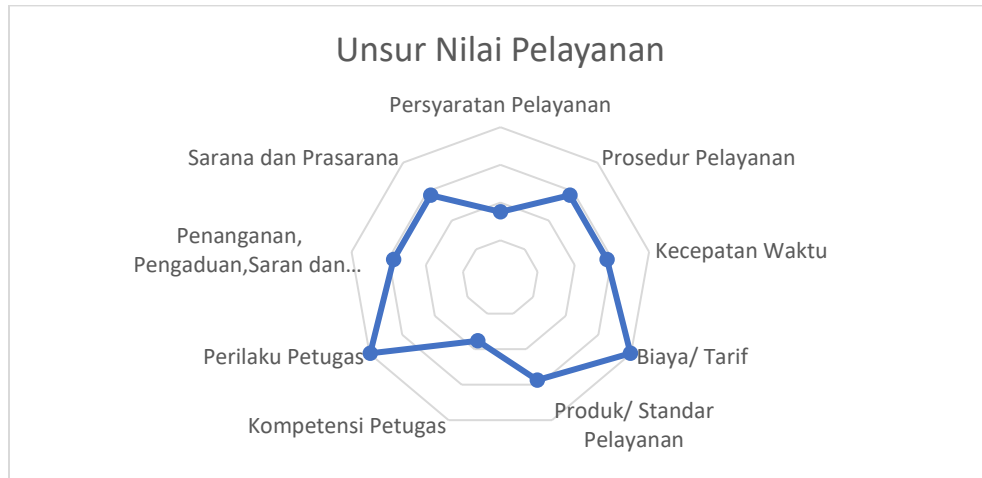 Unsur Nilai Pelayanan
Persyaratan Pelayanan
Prosedur Pelayanan
Kecepatan Waktu
Biaya/ Tarif
Produk/ Standar
Pelayanan
Kompetensi Petugas
Perilaku Petugas
Penanganan,
Pengaduan,Saran dan…
Sarana dan Prasarana